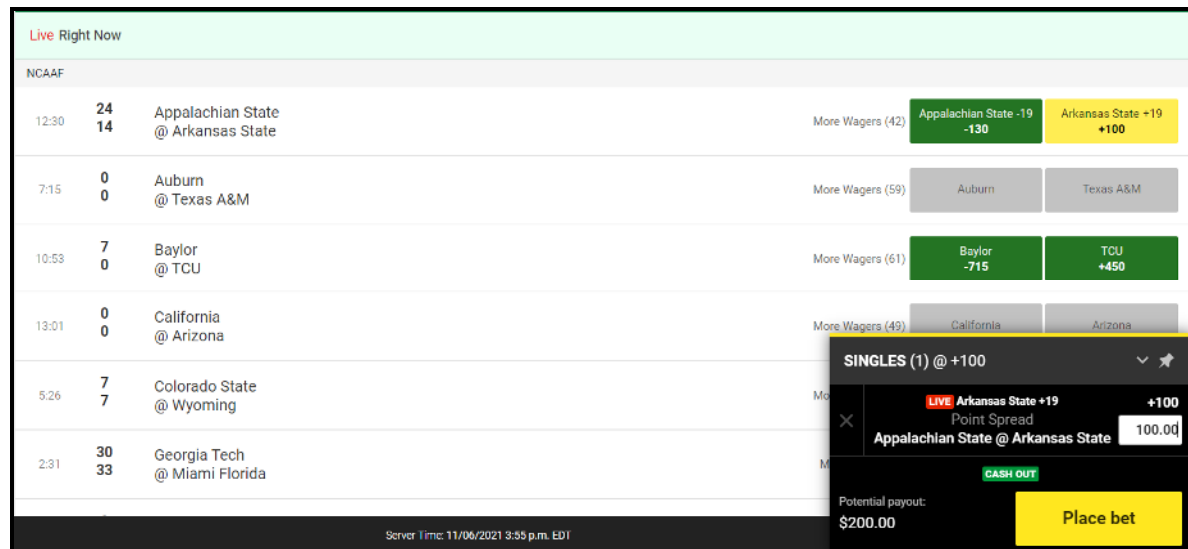 Live Right Now
NCAAF
12:30
24
14
Appalachian State
@ Arkansas State
More Wagers (42)
Appalachian State -19
-130
Arkansas State +19
+100
7:15
0
0
Auburn
@ Texas A&M
More Wagers (59)
Auburn
Texas A&M
10:53
7
0
Baylor
@ TCU
More Wagers (61)
Baylor
-715
TCU
+450
13:01
0
0
California
@ Arizona
More Wagers (49)
California
Arizona
5:26
7
7
Colorado State
@ Wyoming
Mo
2:31
30
33
Georgia Tech
@ Miami Florida
M
SINGLES (1) @ +100
LIVE Arkansas State +19
+100
Point Spread
100.00
Appalachian State @ Arkansas State
CASH OUT
Potential payout:
$200.00
Place bet
Server Time: 11/06/2021 3:55 p.m. EDT